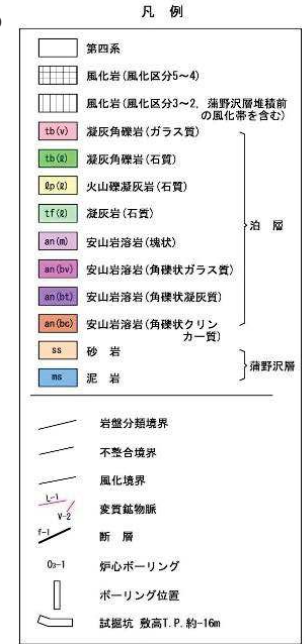 凡 例
第四系
風化岩(風化区分5~4)
風化岩(風化区分3~2, 蒲野沢層堆積前
の風化帯を含む)
tb(v) 凝灰角礫岩(ガラス質)
tb(ℓ) 凝灰角礫岩(石質)
ℓp(ℓ) 火山礫凝灰岩(石質)
tf(ℓ) 凝灰岩(石質)
an(m) 安山岩溶岩(塊状)
an(bv) 安山岩溶岩(角礫状ガラス質)
an(bt) 安山岩溶岩(角礫状凝灰質)
an(bc) 安山岩溶岩(角礫状クリン
カー質)
泊 層
ss 砂 岩
ms 泥 岩
蒲野沢層
岩盤分類境界
不整合境界
風化境界
L-1
V-2 変質鉱物脈
f-1 断 層
O₃-1 炉心ボーリング
ボーリング位置
試掘坑 敷高T.P.約-16m